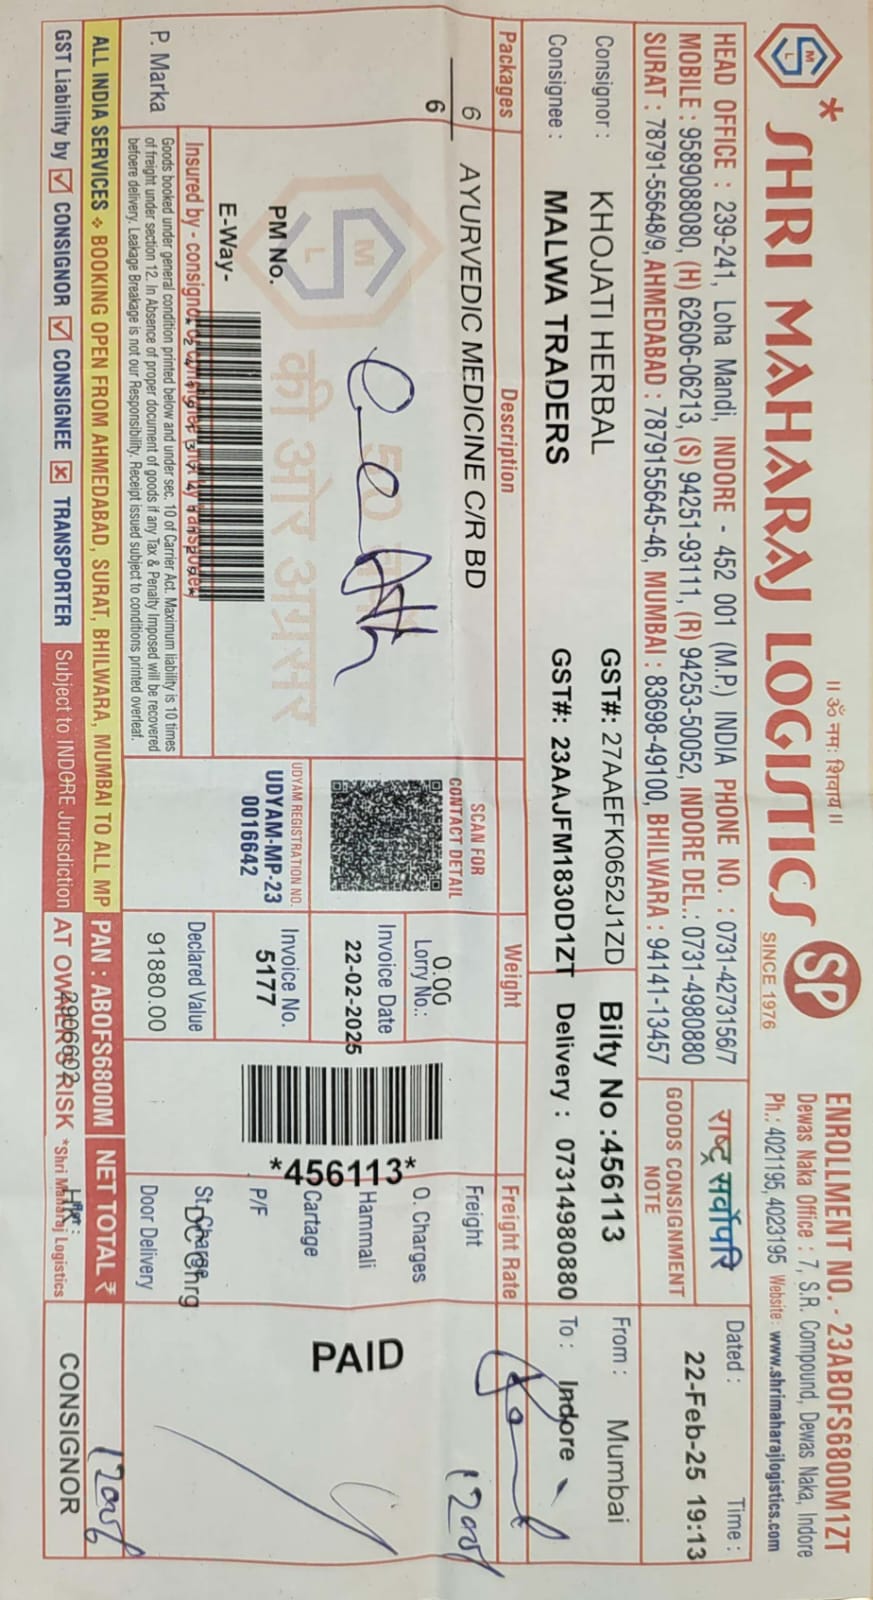 || ॐ नमः शिवाय ||
ENROLLMENT NO. - 23ABOFS6800M1ZT
* SHRI MAHARAJ LOGISTICS SP
SINCE 1976
Dewas Naka Office : 7, S.R. Compound, Dewas Naka, Indore
Ph.: 4021195, 4023195 Website: www.shrimaharajlogistics.com
HEAD OFFICE : 239-241, Loha Mandi, INDORE - 452 001 (M.P.) INDIA PHONE NO. : 0731-4273156/7
MOBILE : 9589088080, (H) 62606-06213, (S) 94251-93111, (R) 94253-50052, INDORE DEL.: 0731-4980880
SURAT : 78791-55648/9, AHMEDABAD : 7879155645-46, MUMBAI : 83698-49100, BHILWARA : 94141-13457
राष्ट्र सर्वोपरि
GOODS CONSIGNMENT
NOTE
Dated : Time :
22-Feb-25 19:13
Consignor : KHOJATI HERBAL GST#: 27AAEFK0652J1ZD Bilty No :456113 From : Mumbai
Consignee : MALWA TRADERS GST#: 23AAJFM1830D1ZT Delivery : 07314980880 To : Indore
Packages Description Weight Freight Rate
6 AYURVEDIC MEDICINE C/R BD
6
SCAN FOR
CONTACT DETAIL
0.00
Lorry No.:
Freight 1200/
O. Charges
Invoice Date
22-02-2025
Hammali
PAID
*456113*
Cartage
की ओर अग्रसर
PM No.
UDYAM REGISTRATION NO.
UDYAM-MP-23
0016642
Invoice No.
5177
P/F
E-Way-
Insured by - consignor
Declared Value
91880.00
St. Charge
DC Chrg
Door Delivery
P. Marka
Goods booked under general condition printed below and under sec. 10 of Carrier Act. Maximum liability is 10 times
of freight under section 12. In Absence of proper document of goods if any Tax & Penalty Imposed will be recovered
befoere delivery. Leakage Breakage is not our Responsibility. Receipt issued subject to conditions printed overleaf.
ALL INDIA SERVICES ❖ BOOKING OPEN FROM AHMEDABAD, SURAT, BHILWARA, MUMBAI TO ALL MP PAN : ABOFS6800M NET TOTAL ₹ 1200/
GST Liability by ☑ CONSIGNOR ☑ CONSIGNEE ☒ TRANSPORTER Subject to INDORE Jurisdiction AT OWNER'S RISK *Shri Maharaj Logistics CONSIGNOR